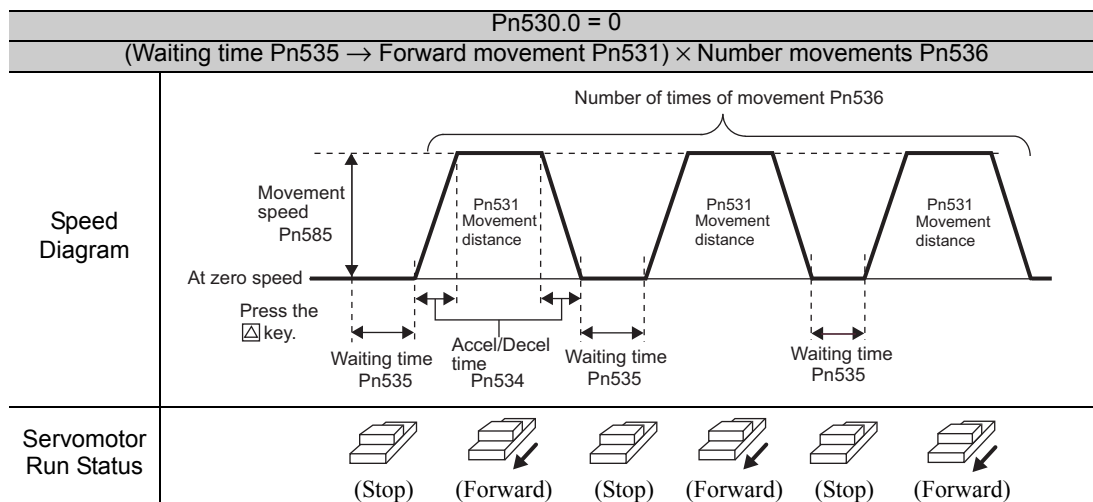 Pn530.0 = 0
(Waiting time Pn535 → Forward movement Pn531) × Number movements Pn536
Speed
Diagram
Number of times of movement Pn536
Movement
speed
Pn585
Pn531
Movement
distance
Pn531
Movement
distance
Pn531
Movement
distance
At zero speed
Press the
△ key.
Waiting time
Pn535
Accel/Decel
time
Pn534
Waiting time
Pn535
Waiting time
Pn535
Servomotor
Run Status
(Stop) (Forward) (Stop) (Forward) (Stop) (Forward)